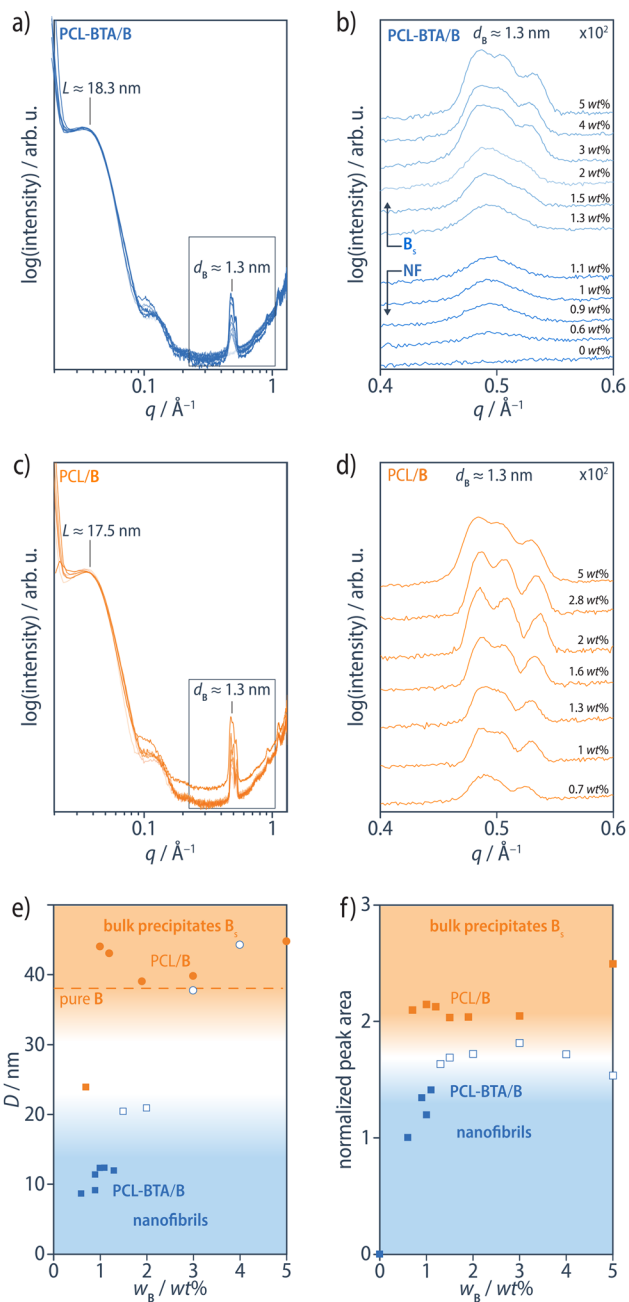 a)
PCL-BTA/B
L ≈ 18.3 nm
d_B ≈ 1.3 nm
log(intensity) / arb. u.
0.1
1
q / Å⁻¹
b)
PCL-BTA/B
d_B ≈ 1.3 nm
x10²
5 wt%
4 wt%
3 wt%
2 wt%
1.5 wt%
1.3 wt%
B_s
NF
1.1 wt%
1 wt%
0.9 wt%
0.6 wt%
0 wt%
log(intensity) / arb. u.
0.4
0.5
0.6
q / Å⁻¹
c)
PCL/B
L ≈ 17.5 nm
d_B ≈ 1.3 nm
log(intensity) / arb. u.
0.1
1
q / Å⁻¹
d)
PCL/B
d_B ≈ 1.3 nm
x10²
5 wt%
2.8 wt%
2 wt%
1.6 wt%
1.3 wt%
1 wt%
0.7 wt%
log(intensity) / arb. u.
0.4
0.5
0.6
q / Å⁻¹
e)
bulk precipitates B_s
PCL/B
pure B
PCL-BTA/B
nanofibrils
D / nm
40
30
20
10
0
0
1
2
3
4
5
w_B / wt%
f)
bulk precipitates B_s
PCL/B
PCL-BTA/B
nanofibrils
normalized peak area
3
2
1
0
0
1
2
3
4
5
w_B / wt%